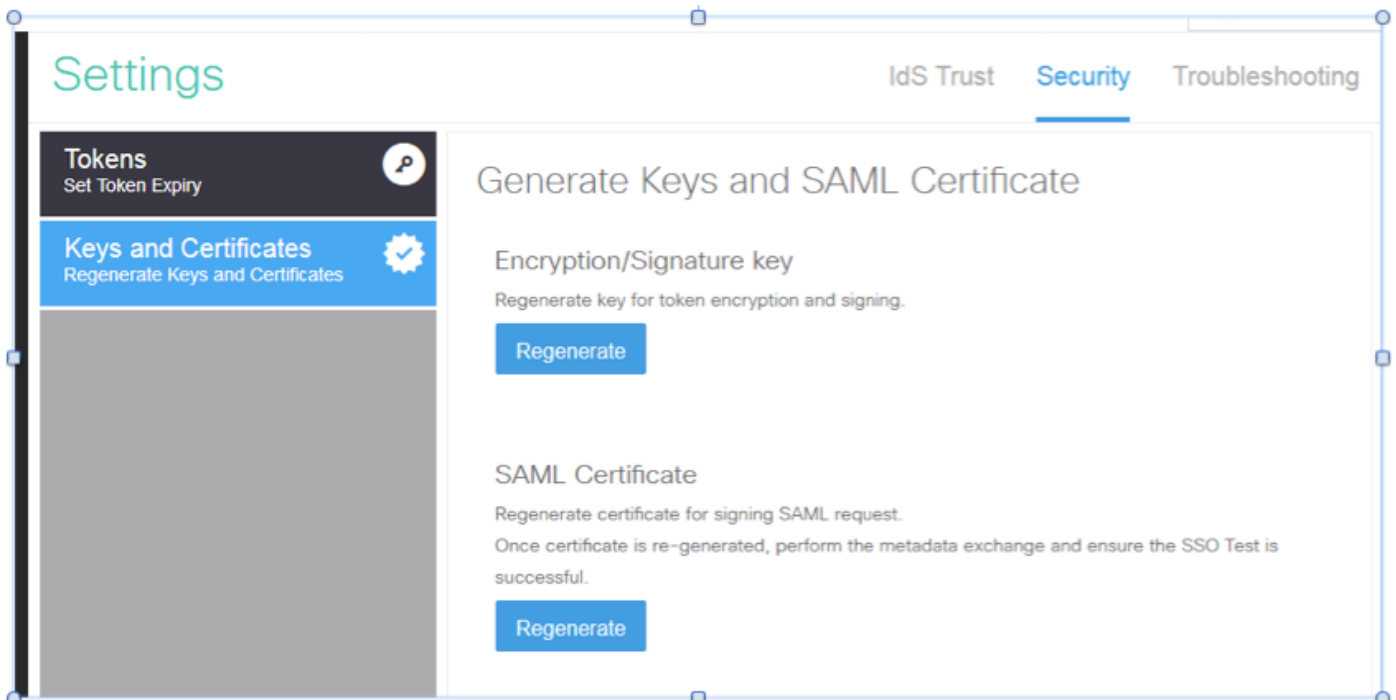 Settings
IdS Trust
Security
Troubleshooting
Tokens
Set Token Expiry
Keys and Certificates
Regenerate Keys and Certificates
Generate Keys and SAML Certificate
Encryption/Signature key
Regenerate key for token encryption and signing.
Regenerate
SAML Certificate
Regenerate certificate for signing SAML request.
Once certificate is re-generated, perform the metadata exchange and ensure the SSO Test is
successful.
Regenerate